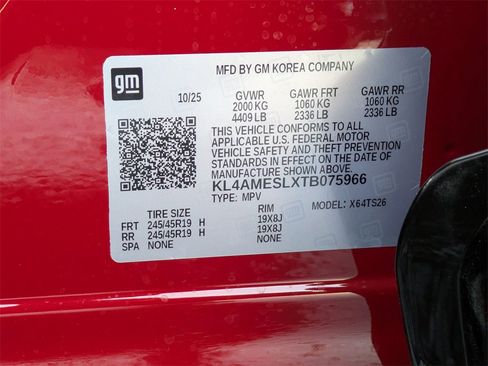 gm
MFD BY GM KOREA COMPANY
10/25 GVWR GAWR FRT GAWR RR
2000 KG 1060 KG 1060 KG
4409 LB 2336 LB 2336 LB
THIS VEHICLE CONFORMS TO ALL
APPLICABLE U.S. FEDERAL MOTOR
VEHICLE SAFETY AND THEFT PREVENTION
STANDARDS IN EFFECT ON THE DATE OF
MANUFACTURE SHOWN ABOVE.
KL4AMESLXTB075966
TYPE: MPV MODEL: X64TS26
TIRE SIZE RIM
FRT 245/45R19 H 19X8J
RR 245/45R19 H 19X8J
SPA NONE NONE